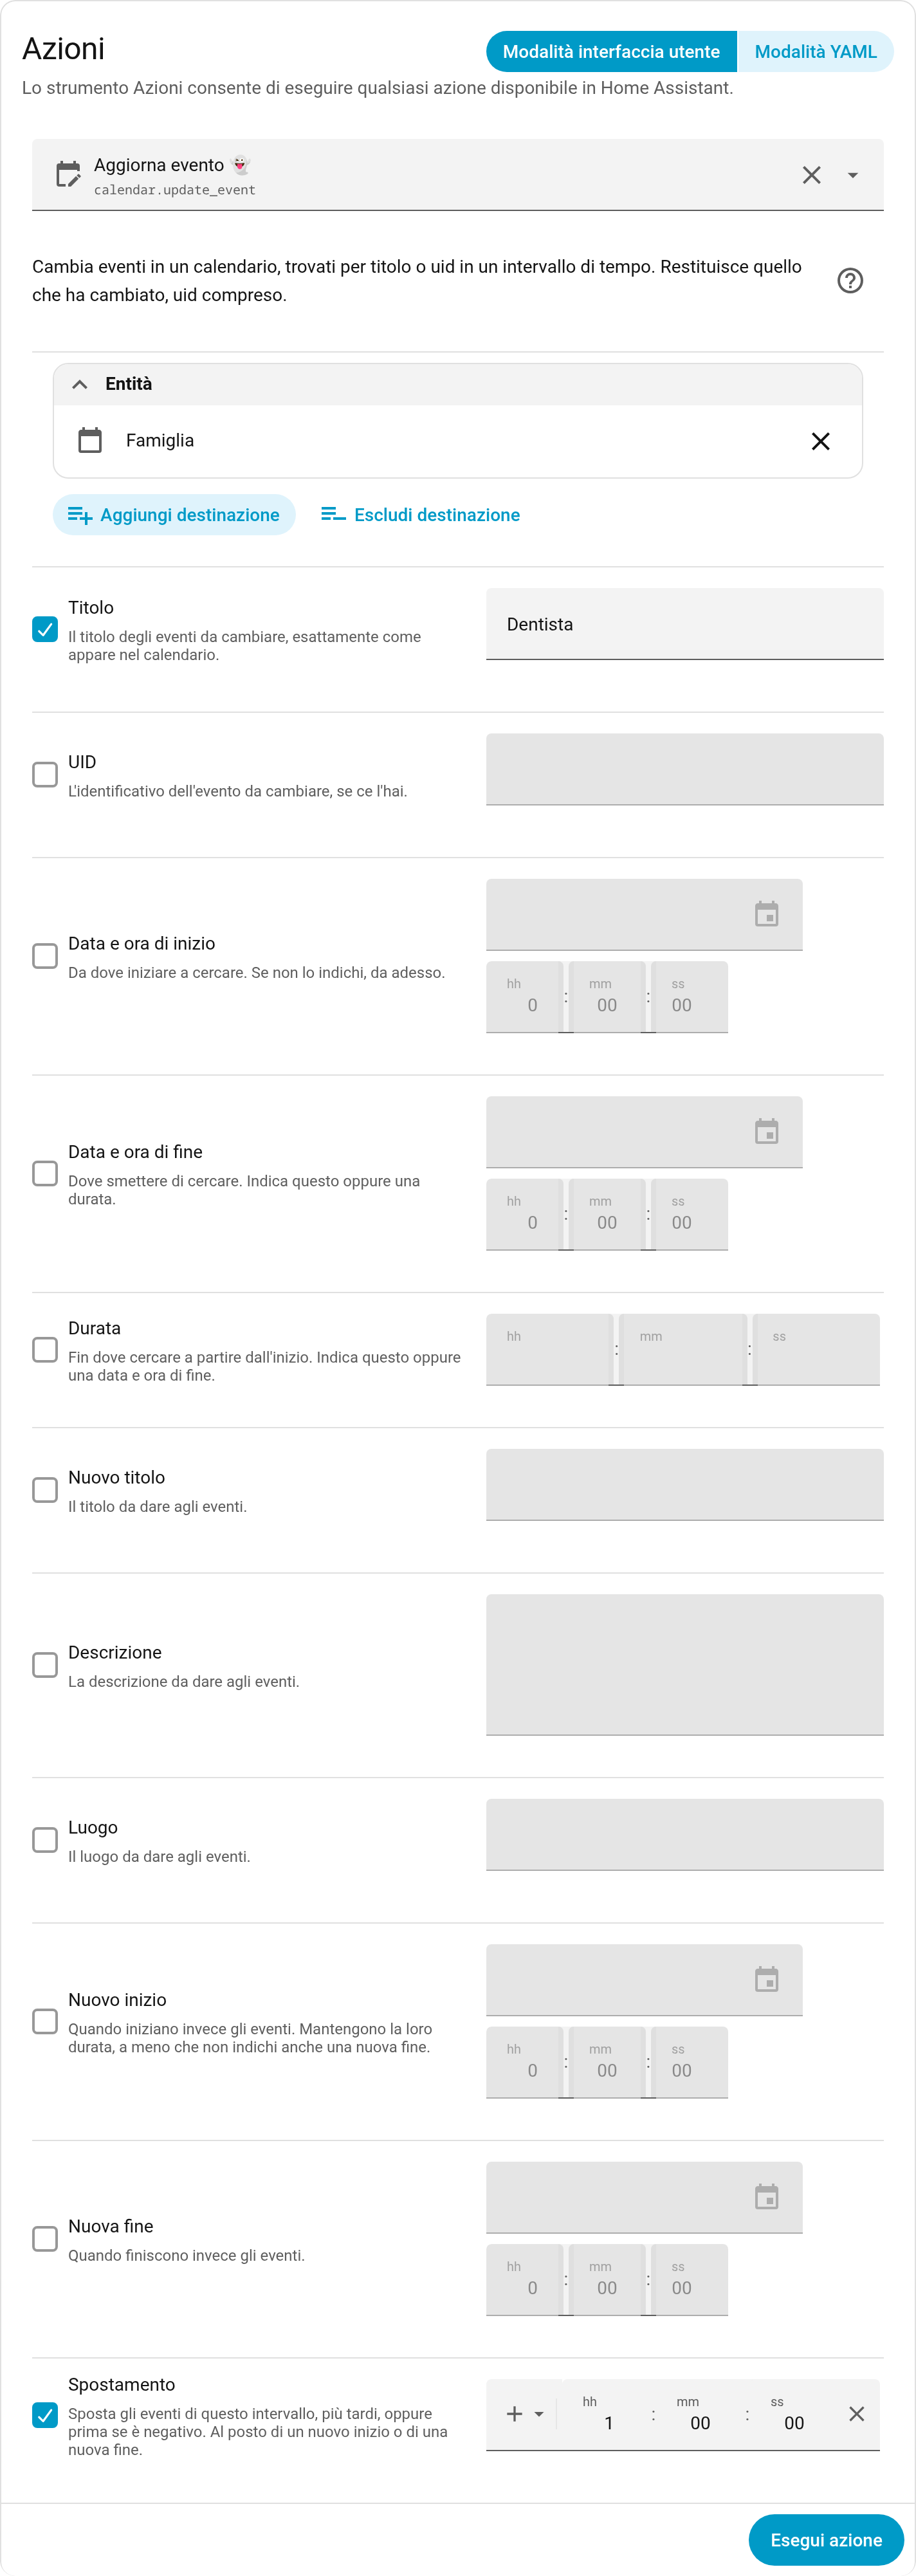 Azioni
Modalità interfaccia utente
Modalità YAML
Lo strumento Azioni consente di eseguire qualsiasi azione disponibile in Home Assistant.
Aggiorna evento 👻
calendar.update_event
Cambia eventi in un calendario, trovati per titolo o uid in un intervallo di tempo. Restituisce quello
che ha cambiato, uid compreso.
Entità
Famiglia
Aggiungi destinazione
Escludi destinazione
Titolo
Il titolo degli eventi da cambiare, esattamente come
appare nel calendario.
Dentista
UID
L'identificativo dell'evento da cambiare, se ce l'hai.
Data e ora di inizio
Da dove iniziare a cercare. Se non lo indichi, da adesso.
hh : mm : ss
0 00 00
Data e ora di fine
Dove smettere di cercare. Indica questo oppure una
durata.
hh : mm : ss
0 00 00
Durata
Fin dove cercare a partire dall'inizio. Indica questo oppure
una data e ora di fine.
hh : mm : ss
Nuovo titolo
Il titolo da dare agli eventi.
Descrizione
La descrizione da dare agli eventi.
Luogo
Il luogo da dare agli eventi.
Nuovo inizio
Quando iniziano invece gli eventi. Mantengono la loro
durata, a meno che non indichi anche una nuova fine.
hh : mm : ss
0 00 00
Nuova fine
Quando finiscono invece gli eventi.
hh : mm : ss
0 00 00
Spostamento
Sposta gli eventi di questo intervallo, più tardi, oppure
prima se è negativo. Al posto di un nuovo inizio o di una
nuova fine.
hh : mm : ss
1 00 00
Esegui azione